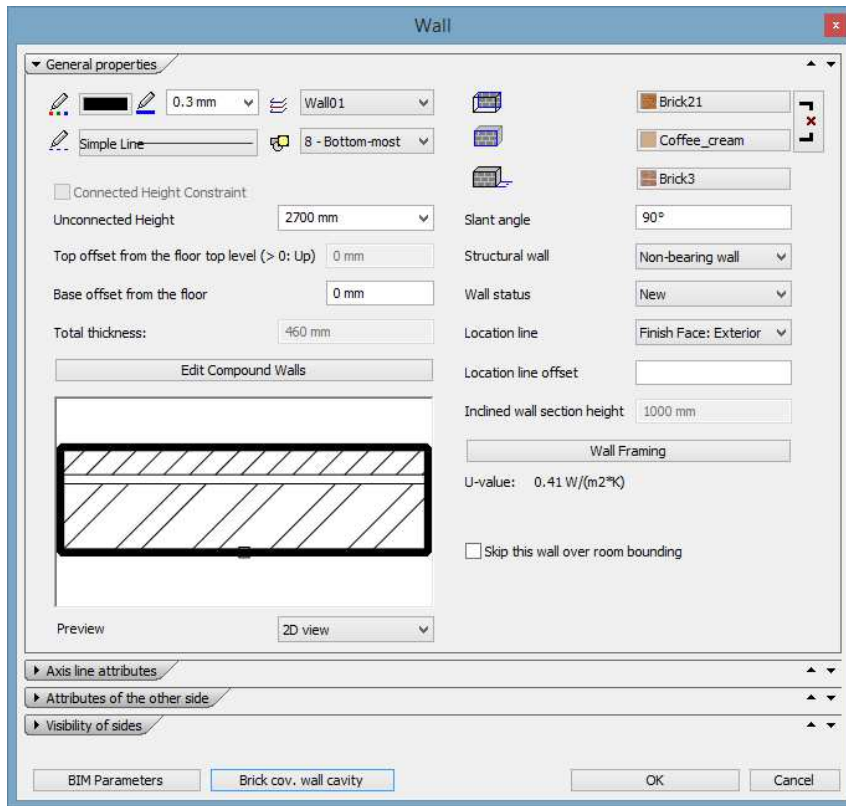 Wall
x
General properties
0.3 mm
Wall01
Brick21
Simple Line
8 - Bottom-most
Coffee_cream
Brick3
Connected Height Constraint
Unconnected Height
2700 mm
Slant angle
90°
Top offset from the floor top level (> 0: Up)
0 mm
Structural wall
Non-bearing wall
Base offset from the floor
0 mm
Wall status
New
Total thickness:
460 mm
Location line
Finish Face: Exterior
Edit Compound Walls
Location line offset
Inclined wall section height
1000 mm
Wall Framing
U-value: 0.41 W/(m2*K)
Skip this wall over room bounding
Preview
2D view
Axis line attributes
Attributes of the other side
Visibility of sides
BIM Parameters
Brick cov. wall cavity
OK
Cancel